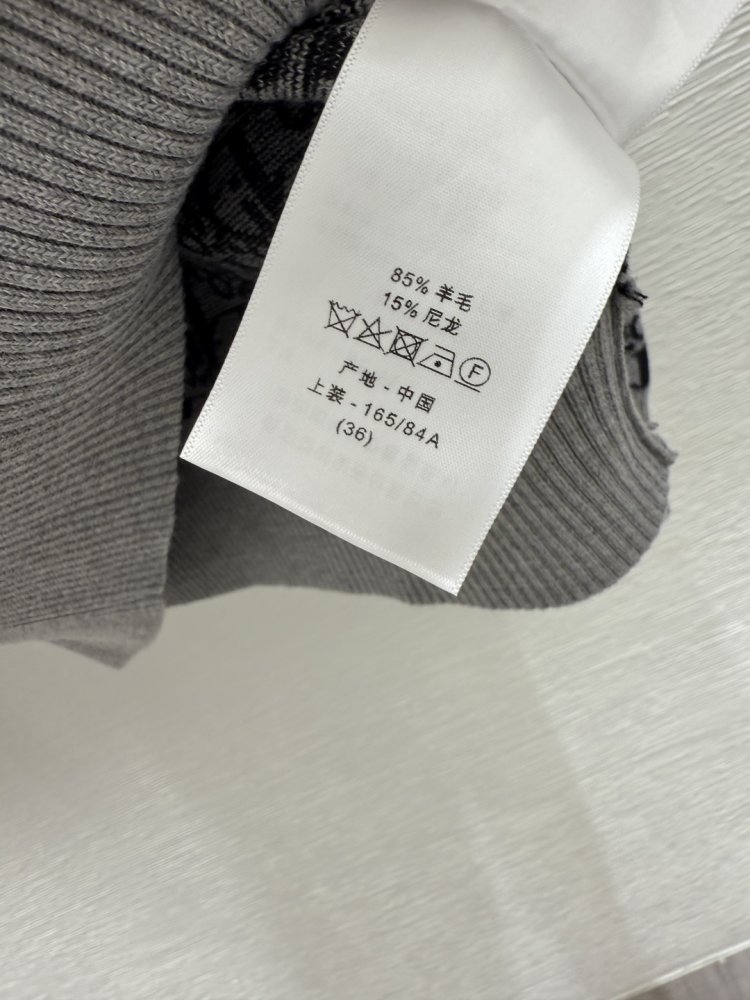 85% 羊毛
15% 尼龙
F
产地 - 中国
上装 - 165/84A
(36)